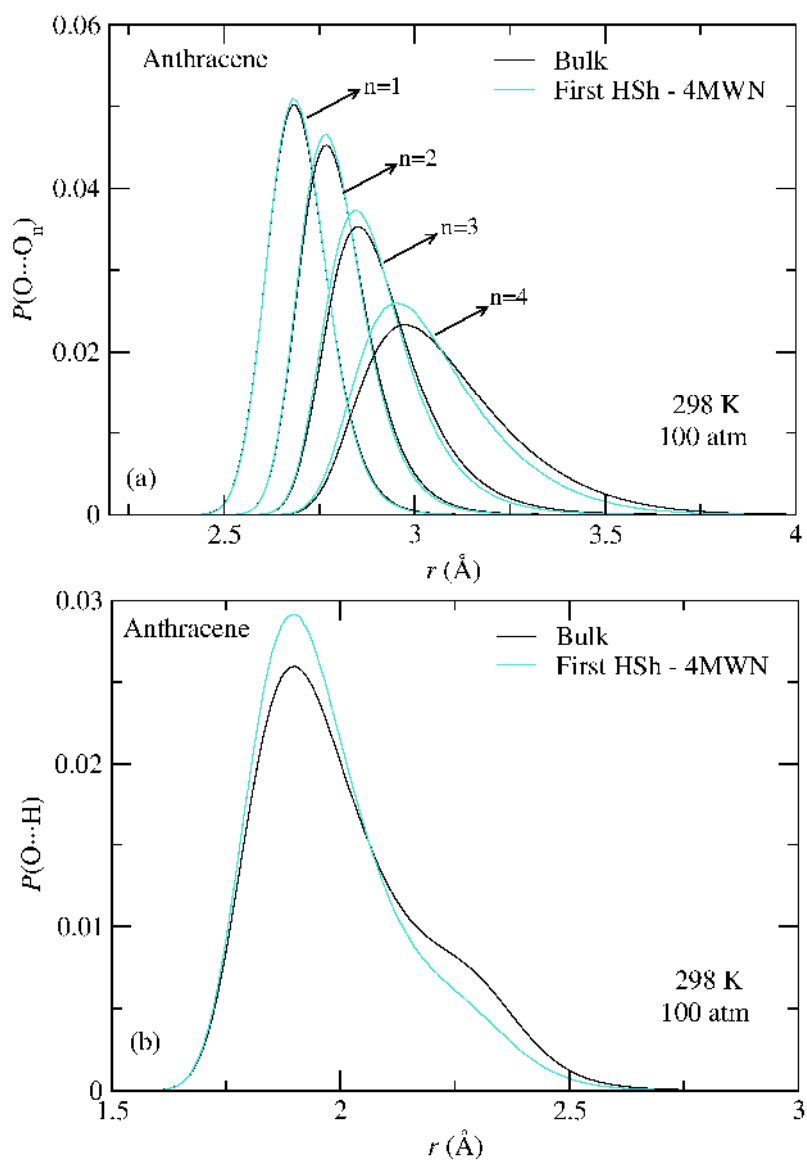 0.06
Anthracene
Bulk
First HSh - 4MWN
n=1
n=2
n=3
n=4
0.04
0.02
0
P(O···Oₙ)
298 K
100 atm
(a)
2.5
3
3.5
4
r (Å)
0.03
Anthracene
Bulk
First HSh - 4MWN
0.02
0.01
0
P(O···H)
298 K
100 atm
(b)
1.5
2
2.5
3
r (Å)